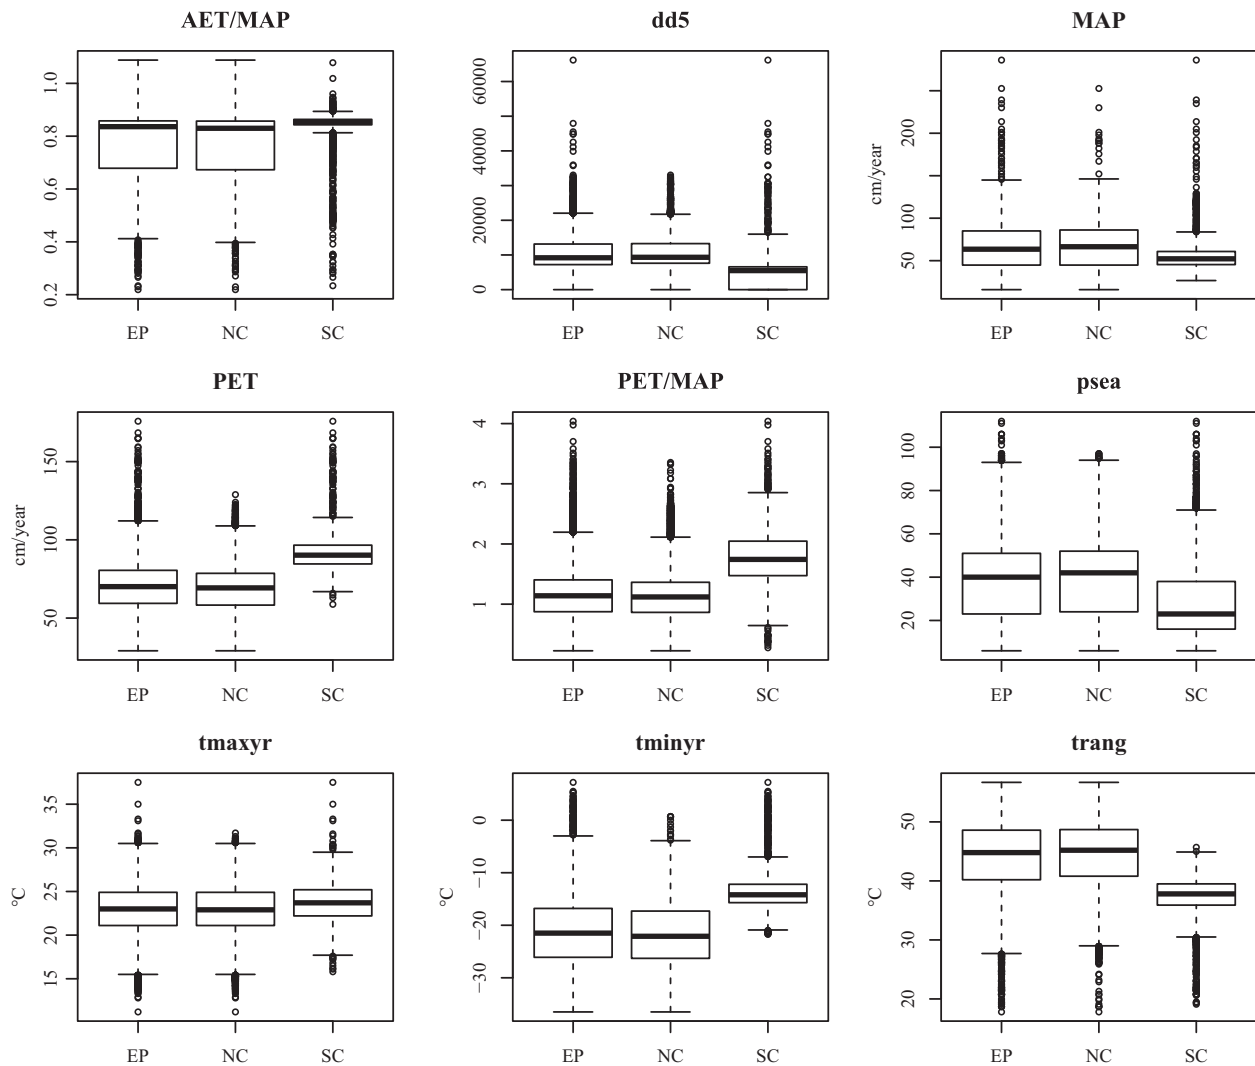 AET/MAP
dd5
MAP
0.2 0.4 0.6 0.8 1.0
0 20000 40000 60000
cm/year
50 100 200
EP NC SC
EP NC SC
EP NC SC
PET
PET/MAP
psea
cm/year
50 100 150
1 2 3 4
20 40 60 80 100
EP NC SC
EP NC SC
EP NC SC
tmaxyr
tminyr
trang
°C
15 20 25 30 35
°C
−30 −20 −10 0
°C
20 30 40 50
EP NC SC
EP NC SC
EP NC SC